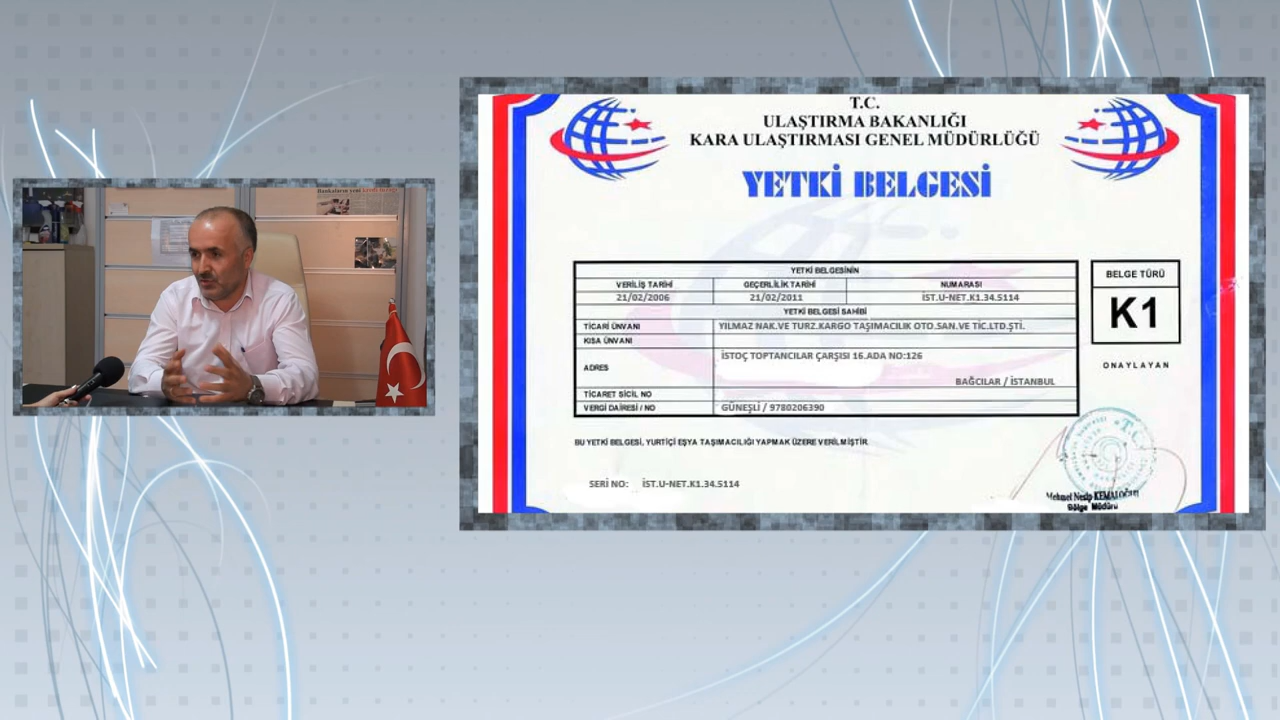 Bankaların yeni
T.C.
ULAŞTIRMA BAKANLIĞI
KARA ULAŞTIRMASI GENEL MÜDÜRLÜĞÜ
YETKİ BELGESİ
YETKİ BELGESİNİN
VERİLİŞ TARİHİ GEÇERLİLİK TARİHİ NUMARASI
21/02/2006 21/02/2011 İST.U-NET.K1.34.5114
YETKİ BELGESİ SAHİBİ
TİCARİ ÜNVANI YILMAZ NAK.VE TURZ.KARGO TAŞIMACILIK OTO.SAN.VE TİC.LTD.ŞTİ.
KISA ÜNVANI
ADRES İSTOÇ TOPTANCILAR ÇARŞISI 16.ADA NO:126
BAĞCILAR / İSTANBUL
TİCARET SİCİL NO
VERGİ DAİRESİ / NO GÜNEŞLİ / 9780206390
BELGE TÜRÜ
K1
ONAYLAYAN
BU YETKİ BELGESİ, YURTİÇİ EŞYA TAŞIMACILIĞI YAPMAK ÜZERE VERİLMİŞTİR.
SERİ NO: İST.U-NET.K1.34.5114
T.C.
Mehmet Nesip KEMALOĞLU
Bölge Müdürü